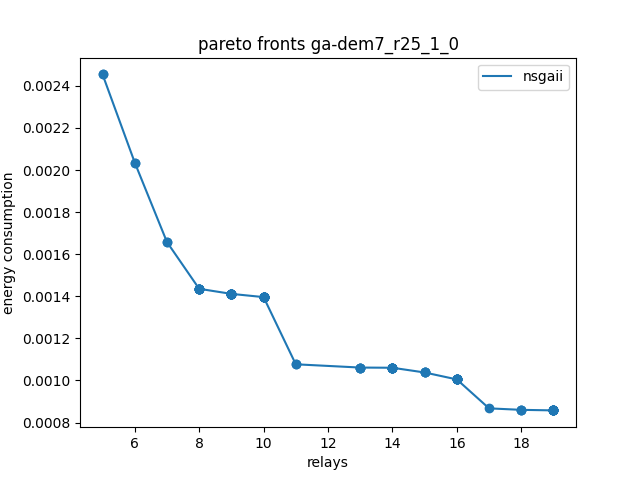 pareto fronts ga-dem7_r25_1_0
nsgaii
energy consumption
0.0024
0.0022
0.0020
0.0018
0.0016
0.0014
0.0012
0.0010
0.0008
6 8 10 12 14 16 18
relays